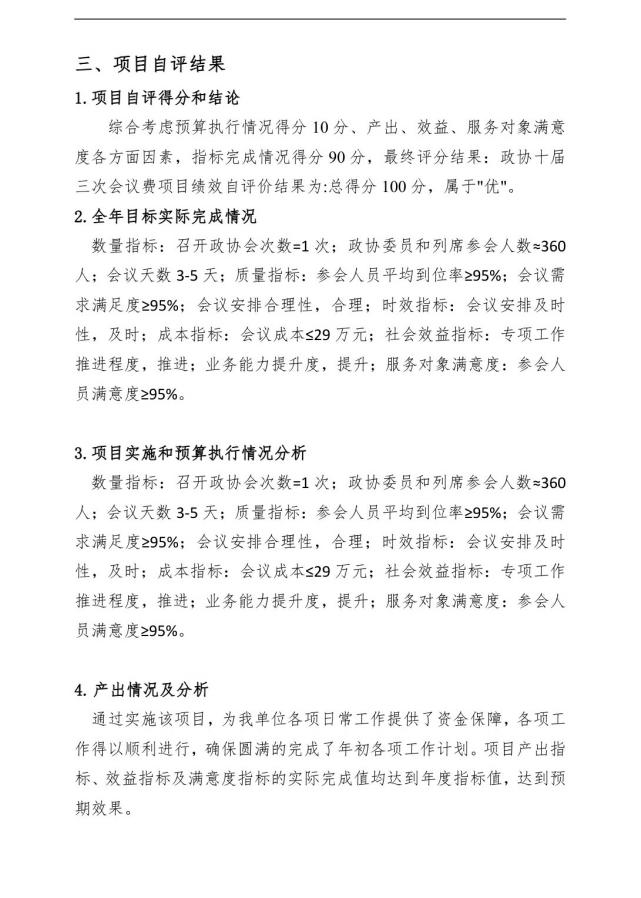 三、项目自评结果
1.项目自评得分和结论
综合考虑预算执行情况得分 10 分、产出、效益、服务对象满意
度各方面因素，指标完成情况得分 90 分，最终评分结果：政协十届
三次会议费项目绩效自评价结果为:总得分 100 分，属于"优"。
2.全年目标实际完成情况
数量指标：召开政协会次数=1 次；政协委员和列席参会人数≈360
人；会议天数 3-5 天；质量指标：参会人员平均到位率≥95%；会议需
求满足度≥95%；会议安排合理性，合理；时效指标：会议安排及时
性，及时；成本指标：会议成本≤29 万元；社会效益指标：专项工作
推进程度，推进；业务能力提升度，提升；服务对象满意度：参会人
员满意度≥95%。
3.项目实施和预算执行情况分析
数量指标：召开政协会次数=1 次；政协委员和列席参会人数≈360
人；会议天数 3-5 天；质量指标：参会人员平均到位率≥95%；会议需
求满足度≥95%；会议安排合理性，合理；时效指标：会议安排及时
性，及时；成本指标：会议成本≤29 万元；社会效益指标：专项工作
推进程度，推进；业务能力提升度，提升；服务对象满意度：参会人
员满意度≥95%。
4. 产出情况及分析
通过实施该项目，为我单位各项日常工作提供了资金保障，各项工
作得以顺利进行，确保圆满的完成了年初各项工作计划。项目产出指
标、效益指标及满意度指标的实际完成值均达到年度指标值，达到预
期效果。